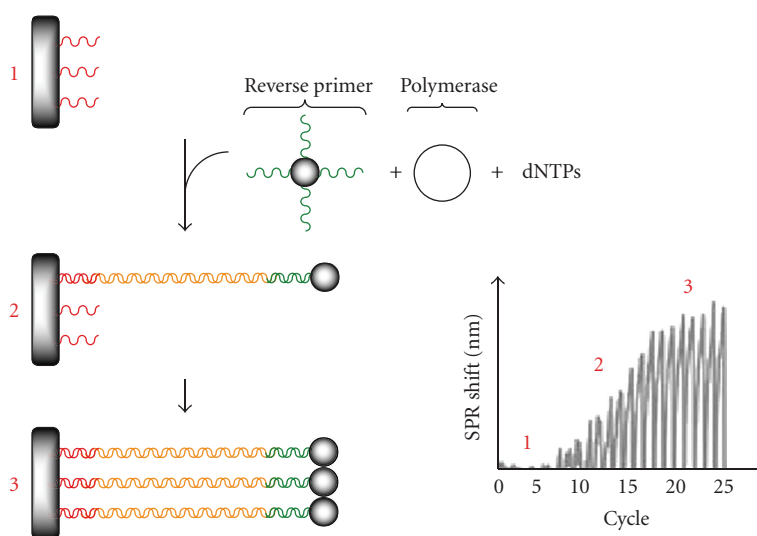 1
Reverse primer
Polymerase
+
+
dNTPs
2
3
SPR shift (nm)
1
2
3
0 5 10 15 20 25
Cycle